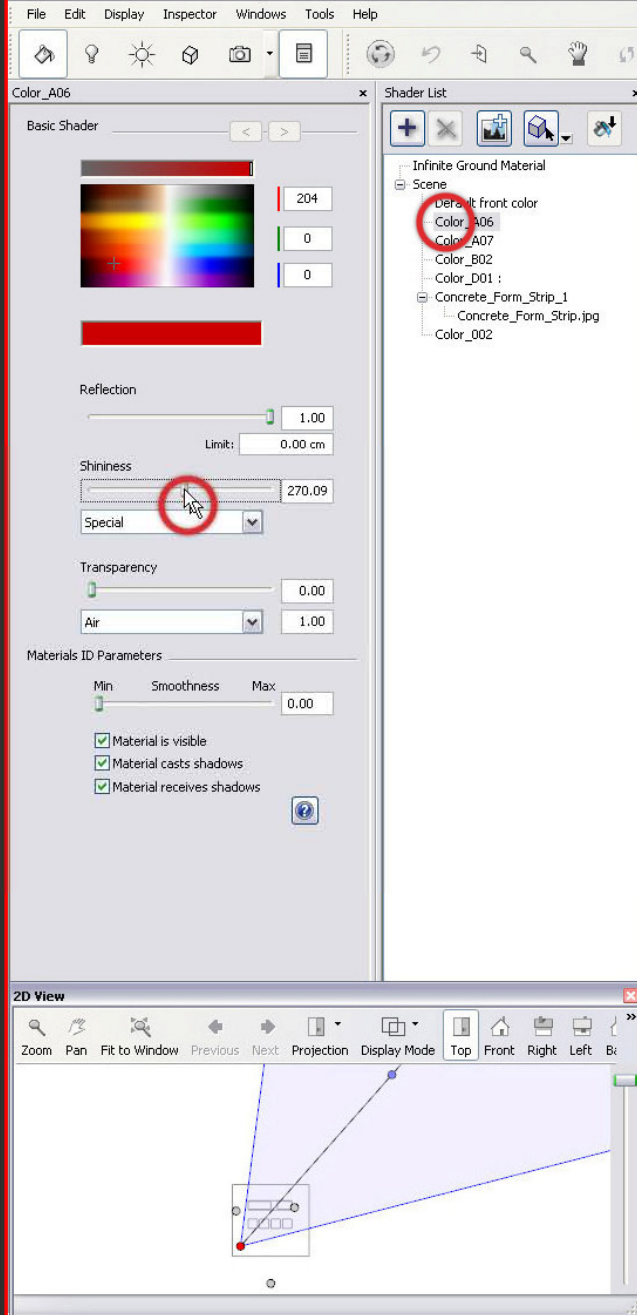 File Edit Display Inspector Windows Tools Help
Color_A06
Basic Shader
< >
204
0
0
Reflection
1.00
Limit: 0.00 cm
Shininess
270.09
Special
Transparency
0.00
Air 1.00
Materials ID Parameters
Min Smoothness Max
0.00
Material is visible
Material casts shadows
Material receives shadows
Shader List
Infinite Ground Material
Scene
Default front color
Color_A06
Color_A07
Color_B02
Color_D01 :
Concrete_Form_Strip_1
Concrete_Form_Strip.jpg
Color_002
2D View
Zoom Pan Fit to Window Previous Next Projection Display Mode Top Front Right Left